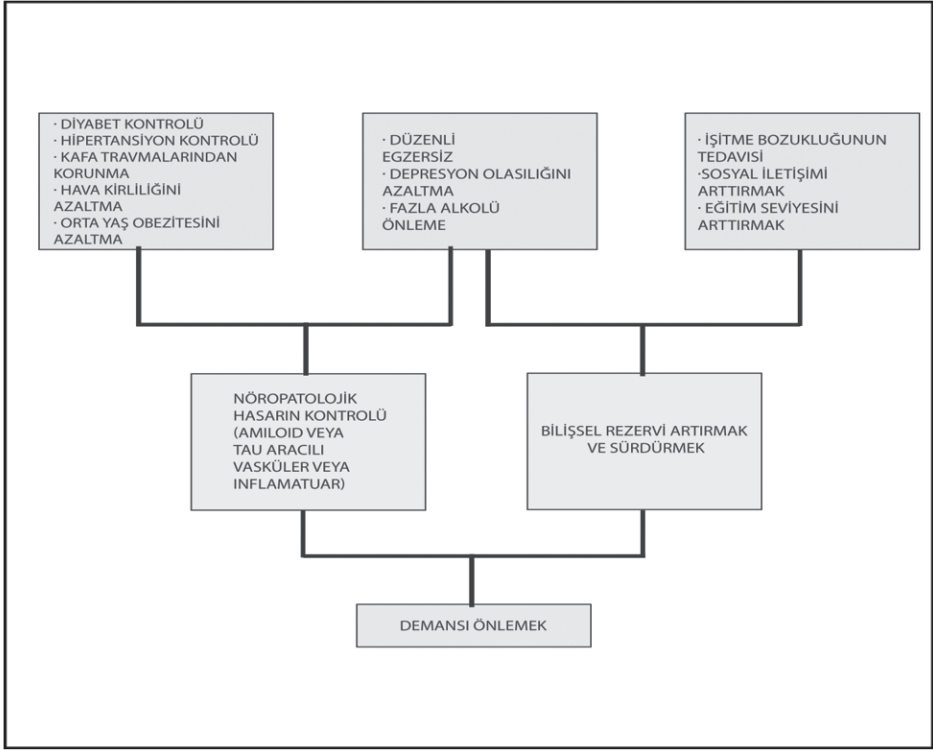 · DİYABET KONTROLÜ
· HİPERTANSİYON KONTROLÜ
· KAFA TRAVMALARINDAN
KORUNMA
· HAVA KİRLİLİĞİNİ
AZALTMA
· ORTA YAŞ OBEZİTESİNİ
AZALTMA
· DÜZENLİ
EGZERSİZ
· DEPRESYON OLASILIĞINI
AZALTMA
· FAZLA ALKOLÜ
ÖNLEME
· İŞİTME BOZUKLUĞUNUN
TEDAVİSİ
·SOSYAL İLETİŞİMİ
ARTTIRMAK
· EĞİTİM SEVİYESİNİ
ARTTIRMAK
NÖROPATOLOJİK
HASARIN KONTROLÜ
(AMİLOID VEYA
TAU ARACILI
VASKÜLER VEYA
INFLAMATUAR)
BİLİŞSEL REZERVİ ARTIRMAK
VE SÜRDÜRMEK
DEMANSI ÖNLEMEK